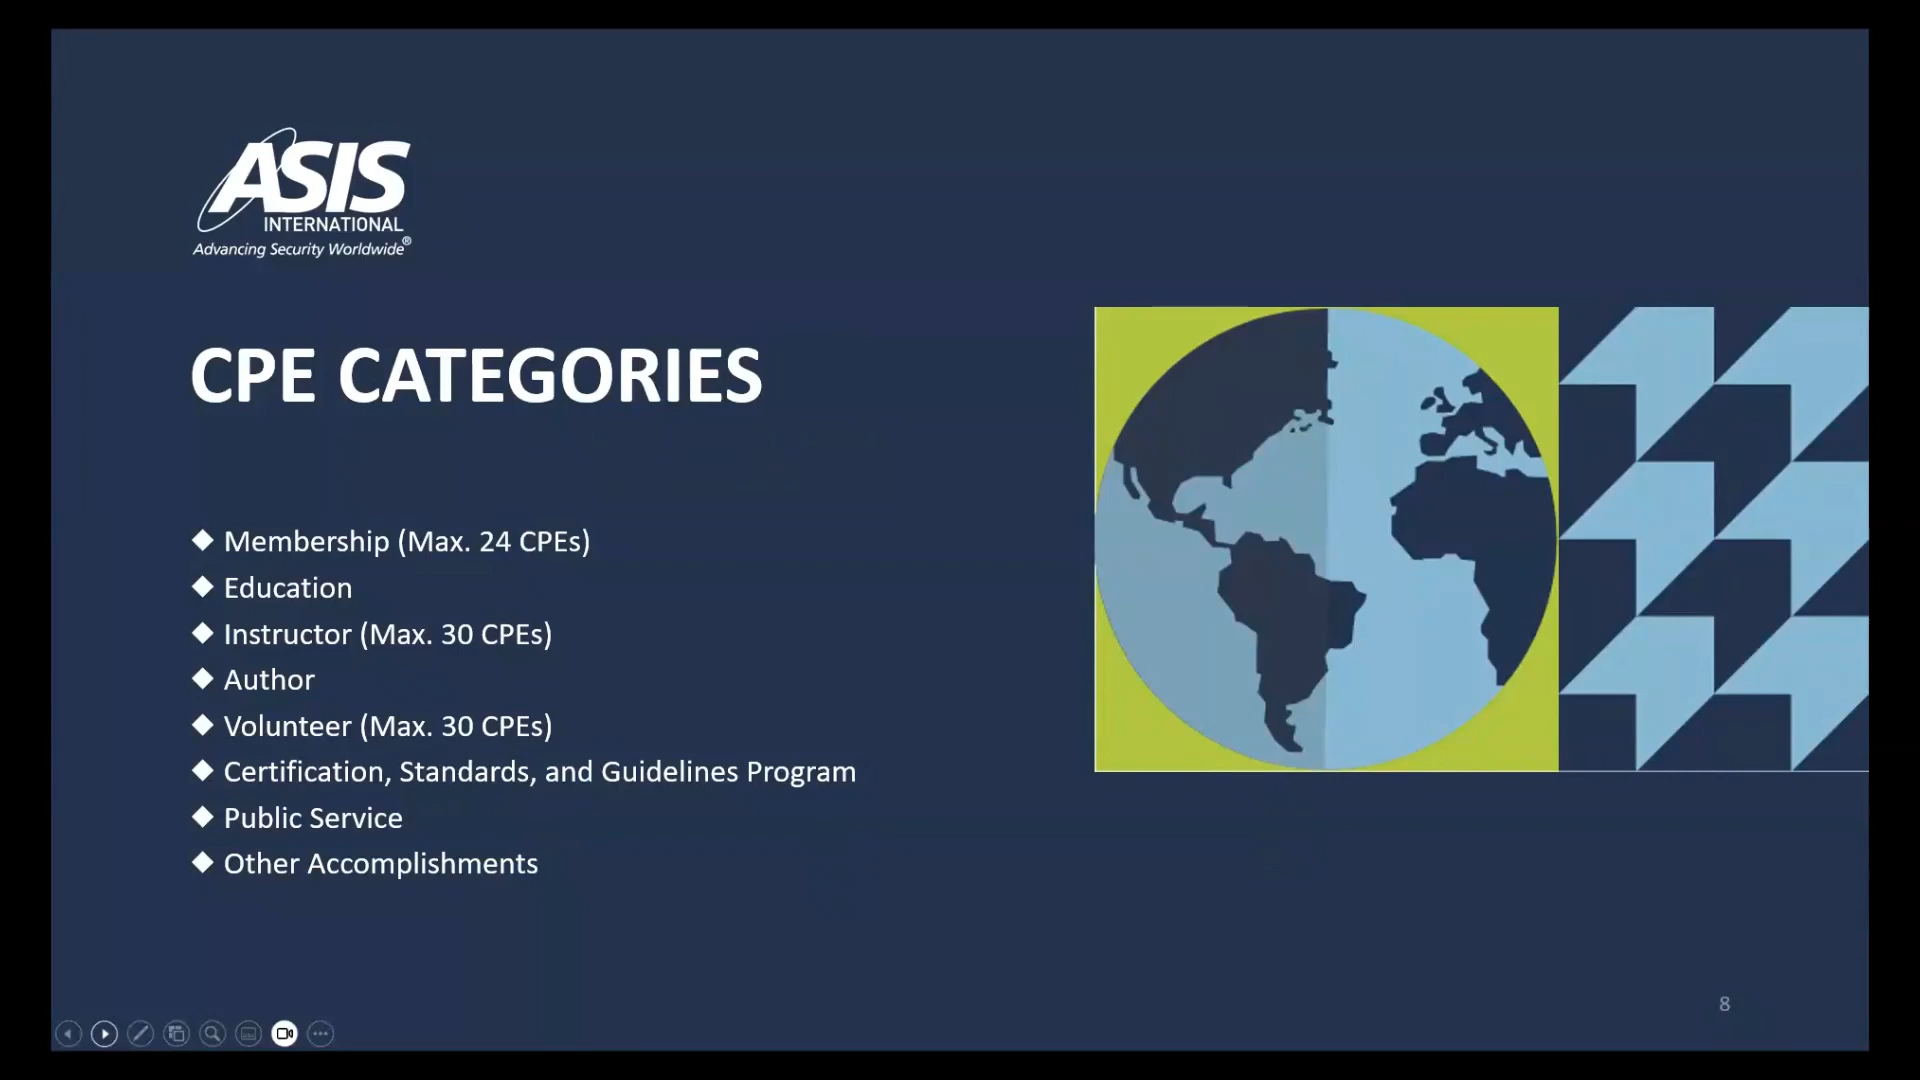 ASIS
INTERNATIONAL
Advancing Security Worldwide®
CPE CATEGORIES
◆ Membership (Max. 24 CPEs)
◆ Education
◆ Instructor (Max. 30 CPEs)
◆ Author
◆ Volunteer (Max. 30 CPEs)
◆ Certification, Standards, and Guidelines Program
◆ Public Service
◆ Other Accomplishments
8